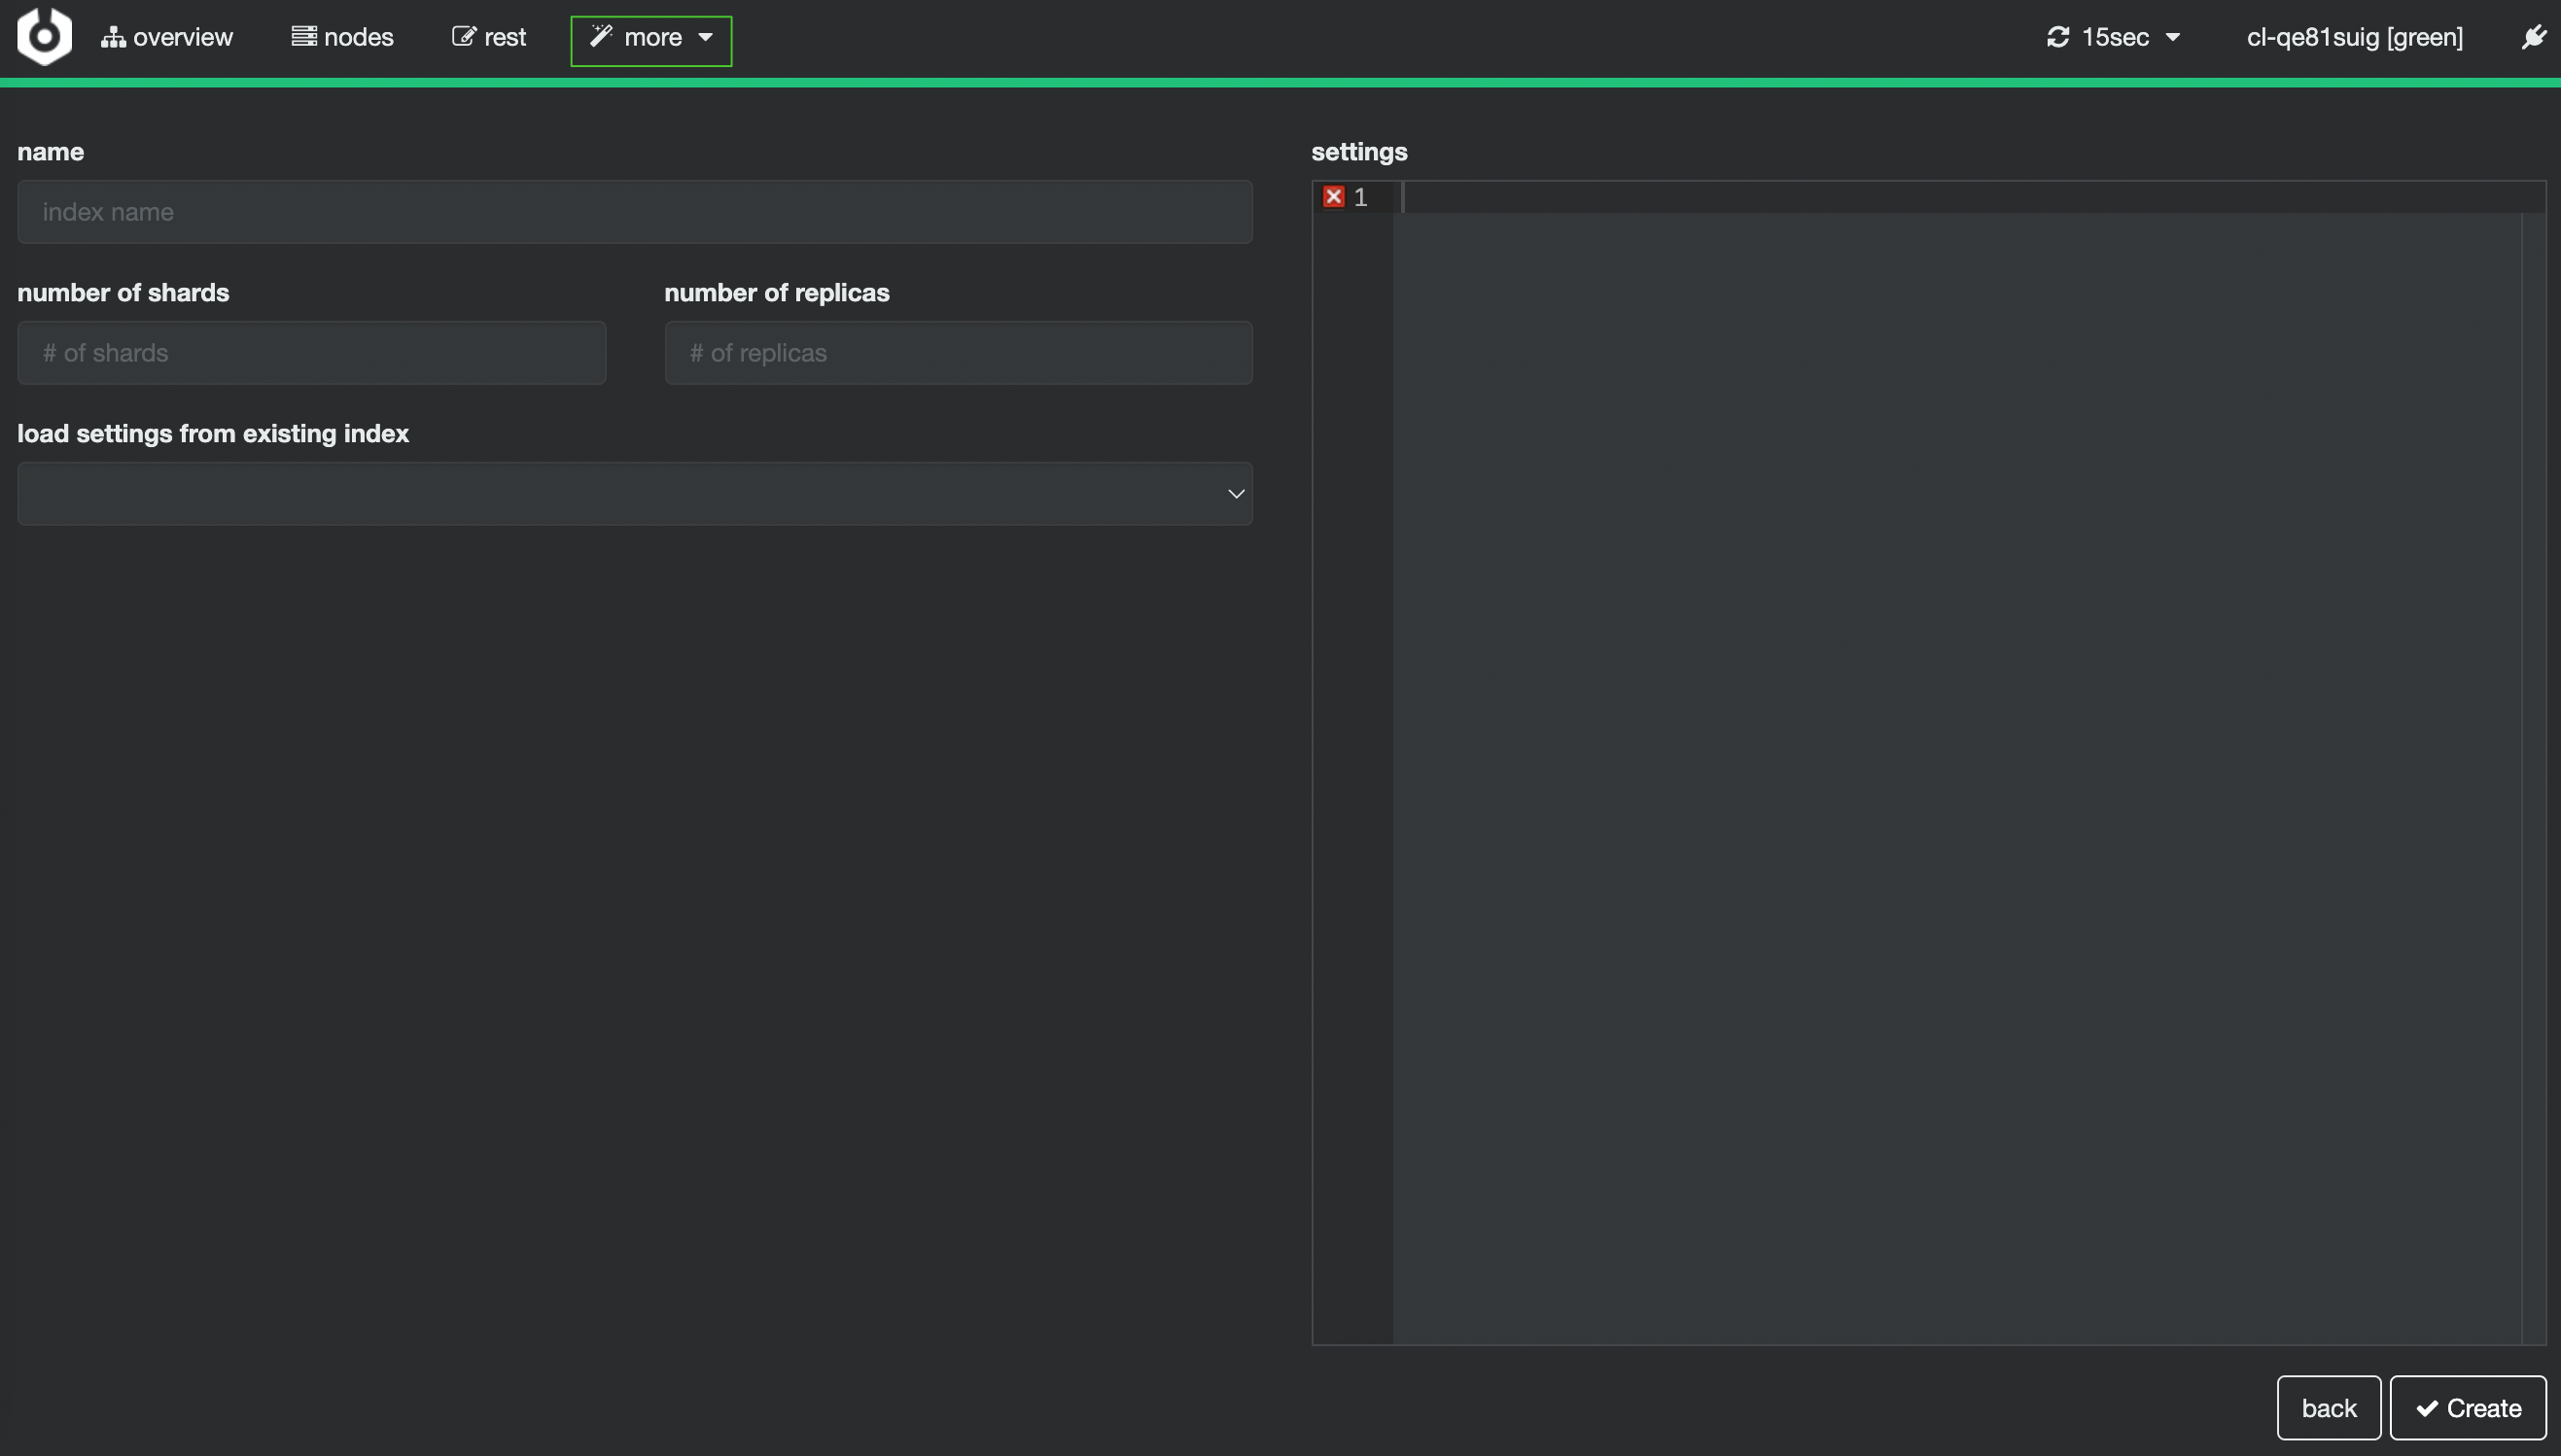 overview nodes rest more 15sec cl-qe81suig [green]
name
index name
number of shards number of replicas
# of shards # of replicas
load settings from existing index
settings
1
back Create